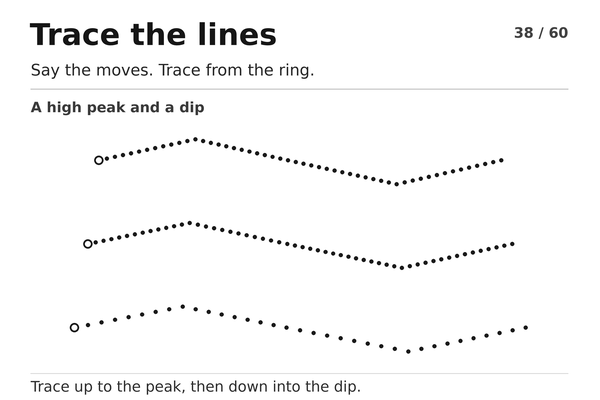 Trace the lines
38 / 60
Say the moves. Trace from the ring.
A high peak and a dip
Trace up to the peak, then down into the dip.